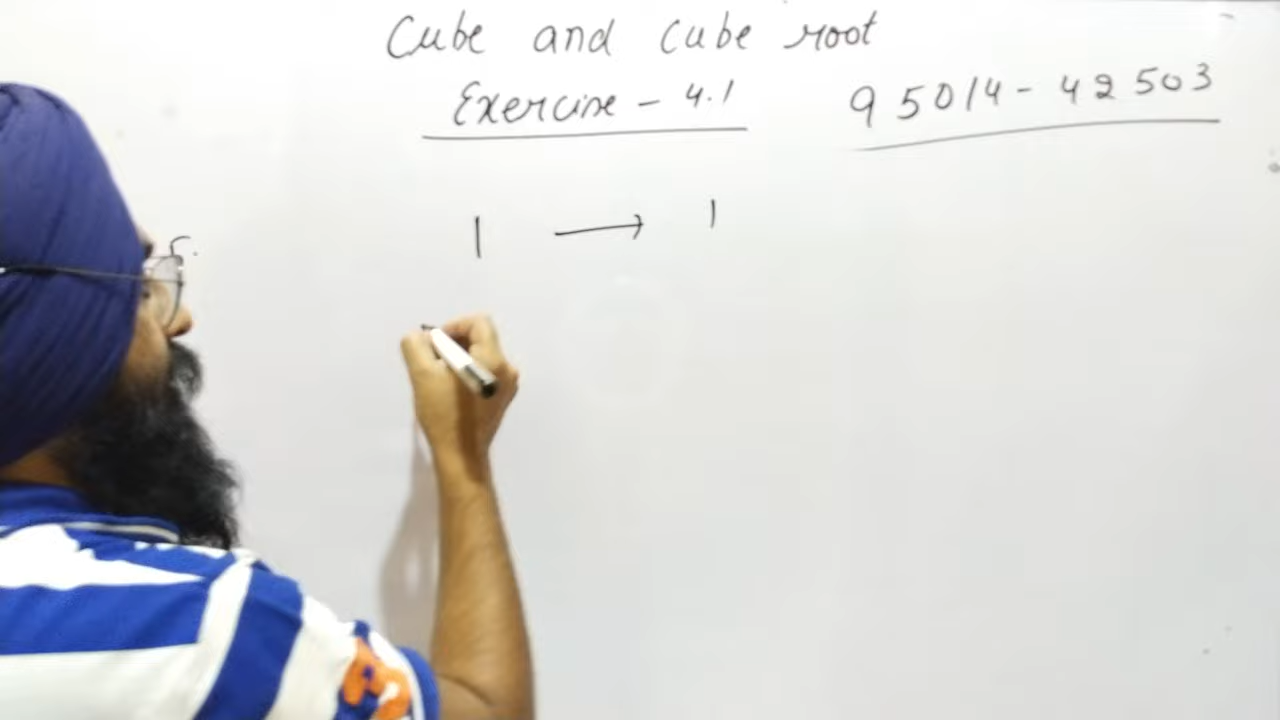 Cube and cube root
Exercise - 4.1
95014-42503
1 → 1